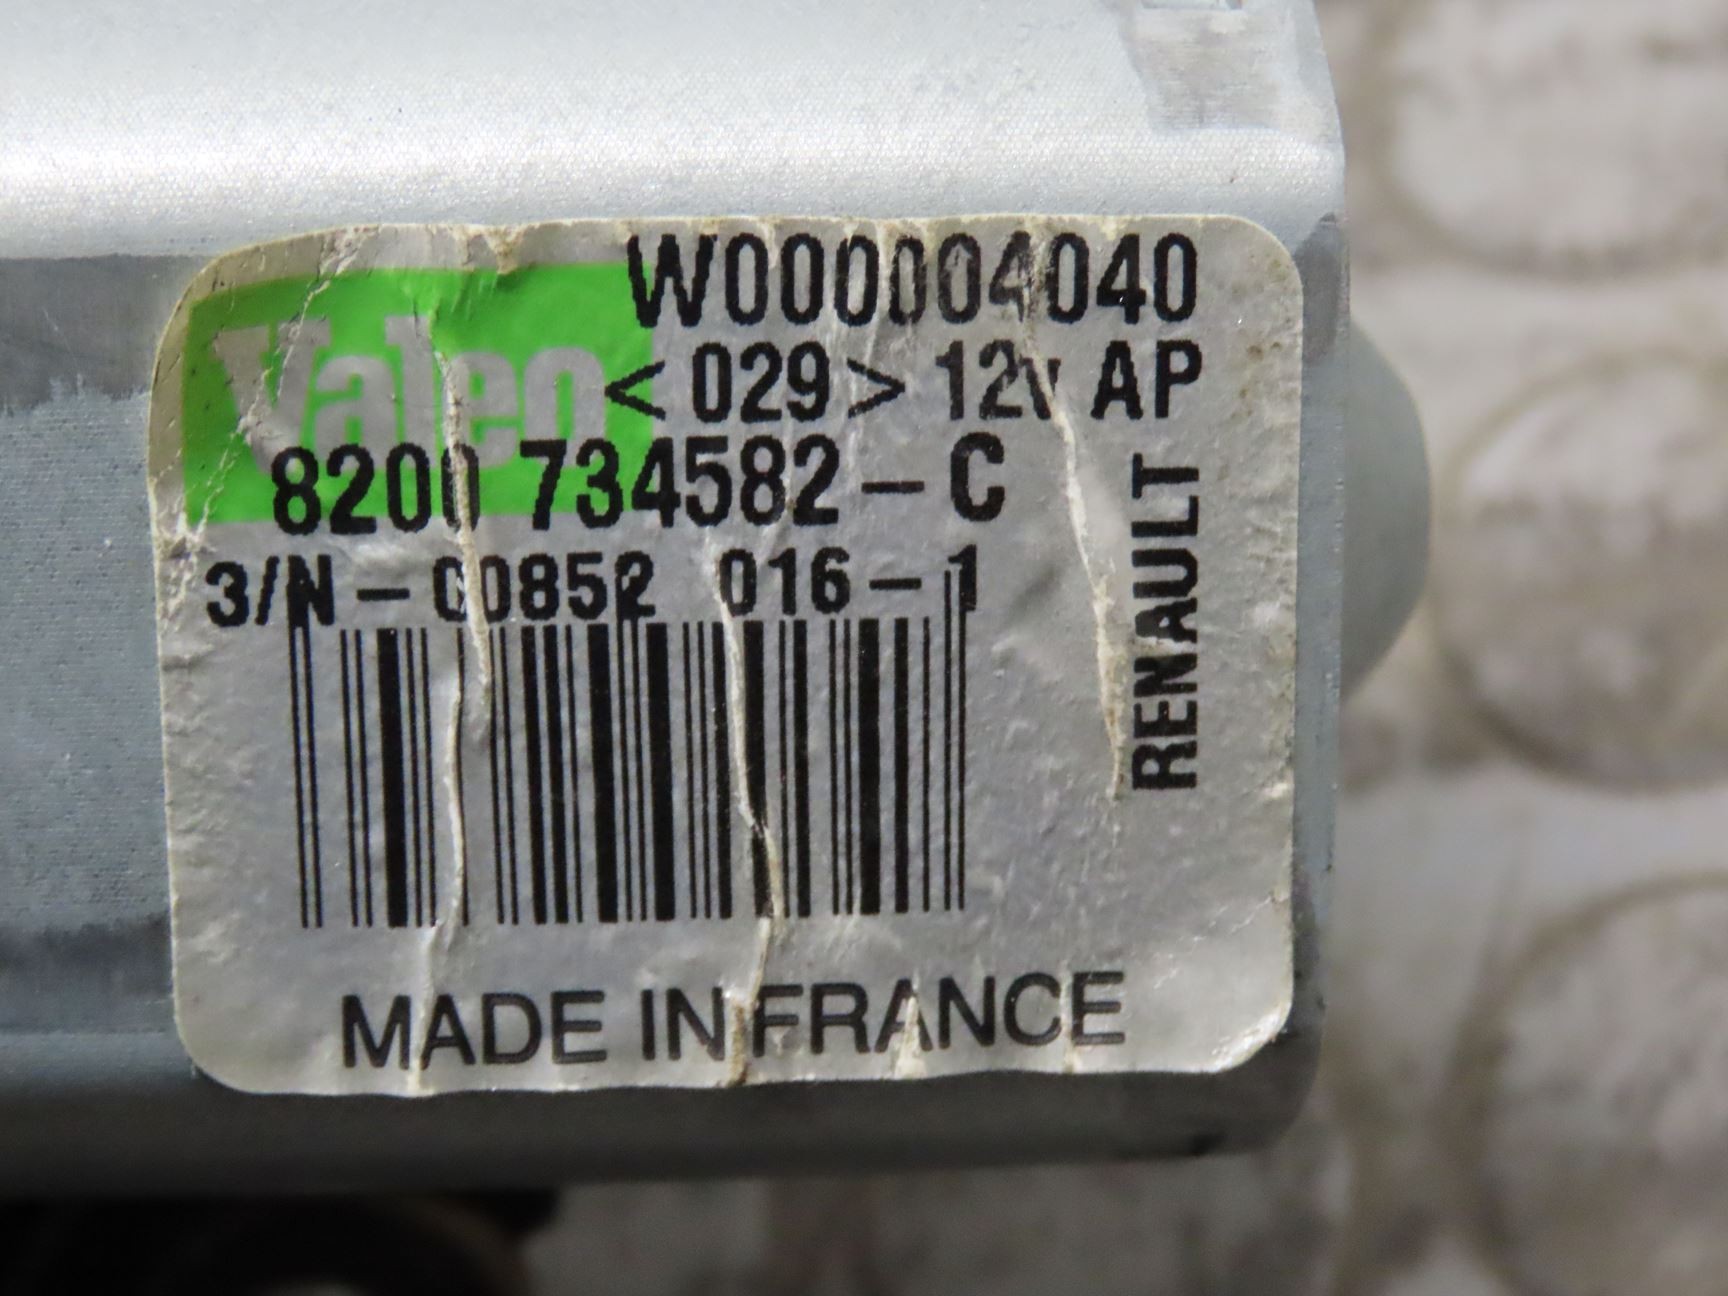 Valeo
W000004040
<029> 12v AP
8200 734582-C
3/N-00852 016-1
RENAULT
MADE IN FRANCE